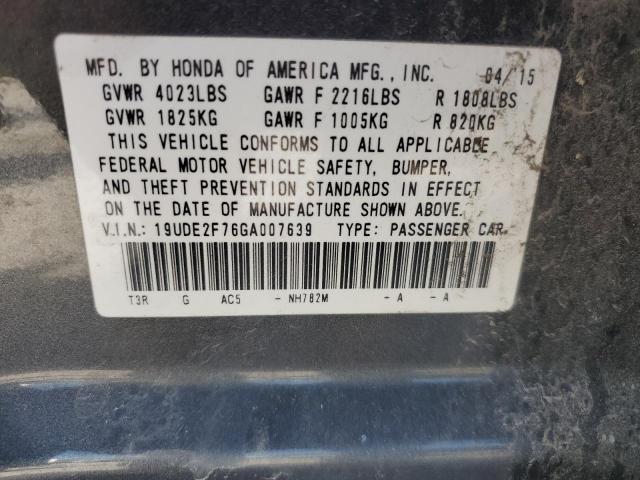 MFD. BY HONDA OF AMERICA MFG., INC. 04/15
GVWR 4023LBS GAWR F 2216LBS R 1808LBS
GVWR 1825KG GAWR F 1005KG R 820KG
THIS VEHICLE CONFORMS TO ALL APPLICABLE
FEDERAL MOTOR VEHICLE SAFETY, BUMPER,
AND THEFT PREVENTION STANDARDS IN EFFECT
ON THE DATE OF MANUFACTURE SHOWN ABOVE.
V.I.N.: 19UDE2F76GA007639 TYPE: PASSENGER CAR
T3R G AC5 - NH782M - A - A